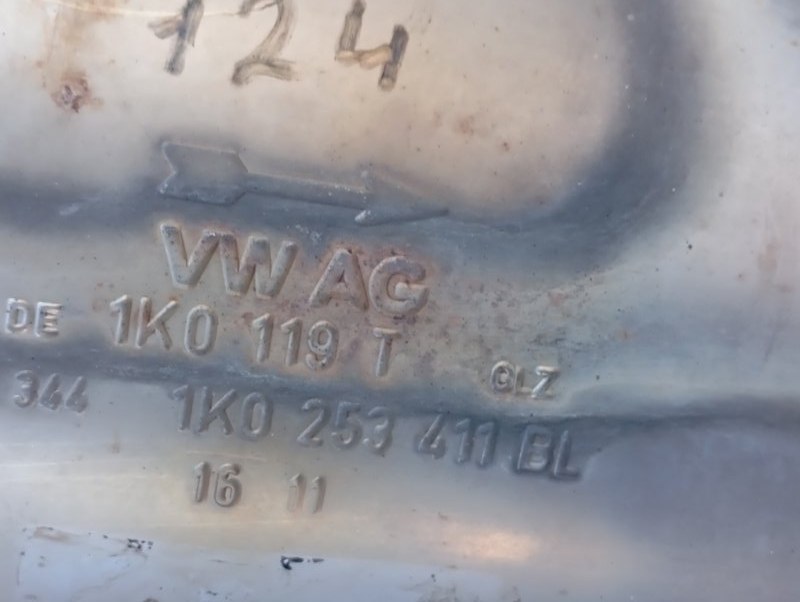 124
VW AG
DE 1K0 119 T GLZ
344 1K0 253 411 BL
16 11